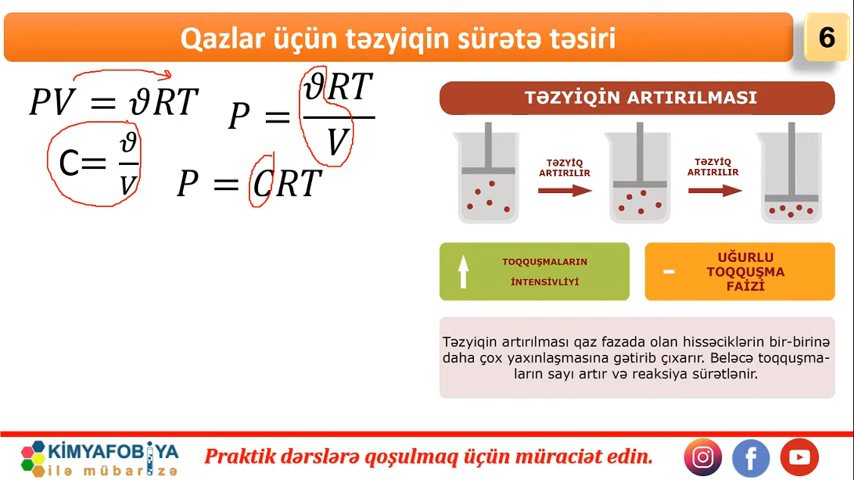 Qazlar üçün təzyiqin sürətə təsiri
6
PV = ϑRT
P = ϑRT / V
C= ϑ / V
P = CRT
TƏZYİQİN ARTIRILMASI
TƏZYİQ
ARTIRILIR
TƏZYİQ
ARTIRILIR
TOQQUŞMALARIN
İNTENSİVLİYİ
–
UĞURLU
TOQQUŞMA
FAİZİ
Təzyiqin artırılması qaz fazada olan hissəciklərin bir-birinə
daha çox yaxınlaşmasına gətirib çıxarır. Beləcə toqquşma-
ların sayı artır və reaksiya sürətlənir.
KİMYAFOBİYA
ilə mübarizə
Praktik dərslərə qoşulmaq üçün müraciət edin.